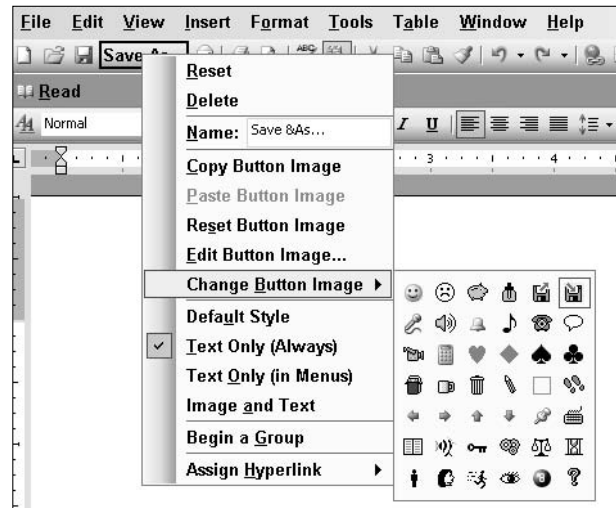 File Edit View Insert Format Tools Table Window Help
Save As...
Read
Normal
I U
3 4
Reset
Delete
Name: Save &As...
Copy Button Image
Paste Button Image
Reset Button Image
Edit Button Image...
Change Button Image
Default Style
Text Only (Always)
Text Only (in Menus)
Image and Text
Begin a Group
Assign Hyperlink